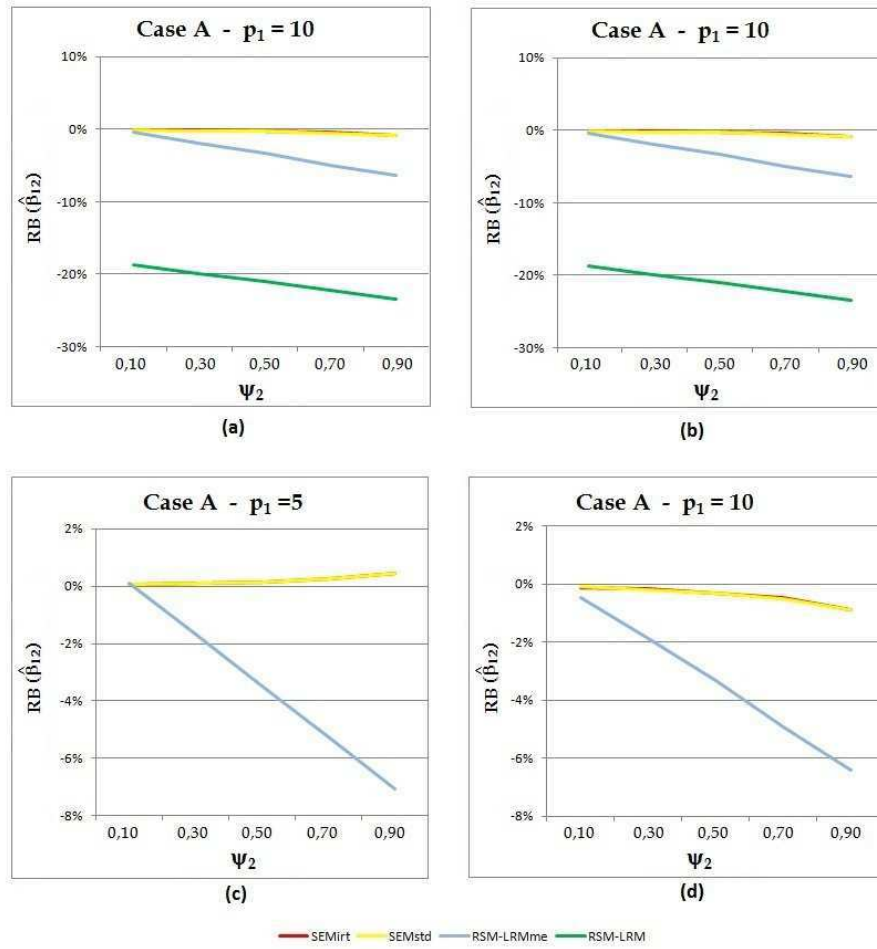 Case A - p₁ = 10
10%
0%
-10%
-20%
-30%
RB (β̂₁₂)
0,10 0,30 0,50 0,70 0,90
Ψ₂
(a)
Case A - p₁ = 10
10%
0%
-10%
-20%
-30%
RB (β̂₁₂)
0,10 0,30 0,50 0,70 0,90
Ψ₂
(b)
Case A - p₁ =5
2%
0%
-2%
-4%
-6%
-8%
RB (β̂₁₂)
0,10 0,30 0,50 0,70 0,90
Ψ₂
(c)
Case A - p₁ = 10
2%
0%
-2%
-4%
-6%
-8%
RB (β̂₁₂)
0,10 0,30 0,50 0,70 0,90
Ψ₂
(d)
SEMirt SEMstd RSM-LRMme RSM-LRM